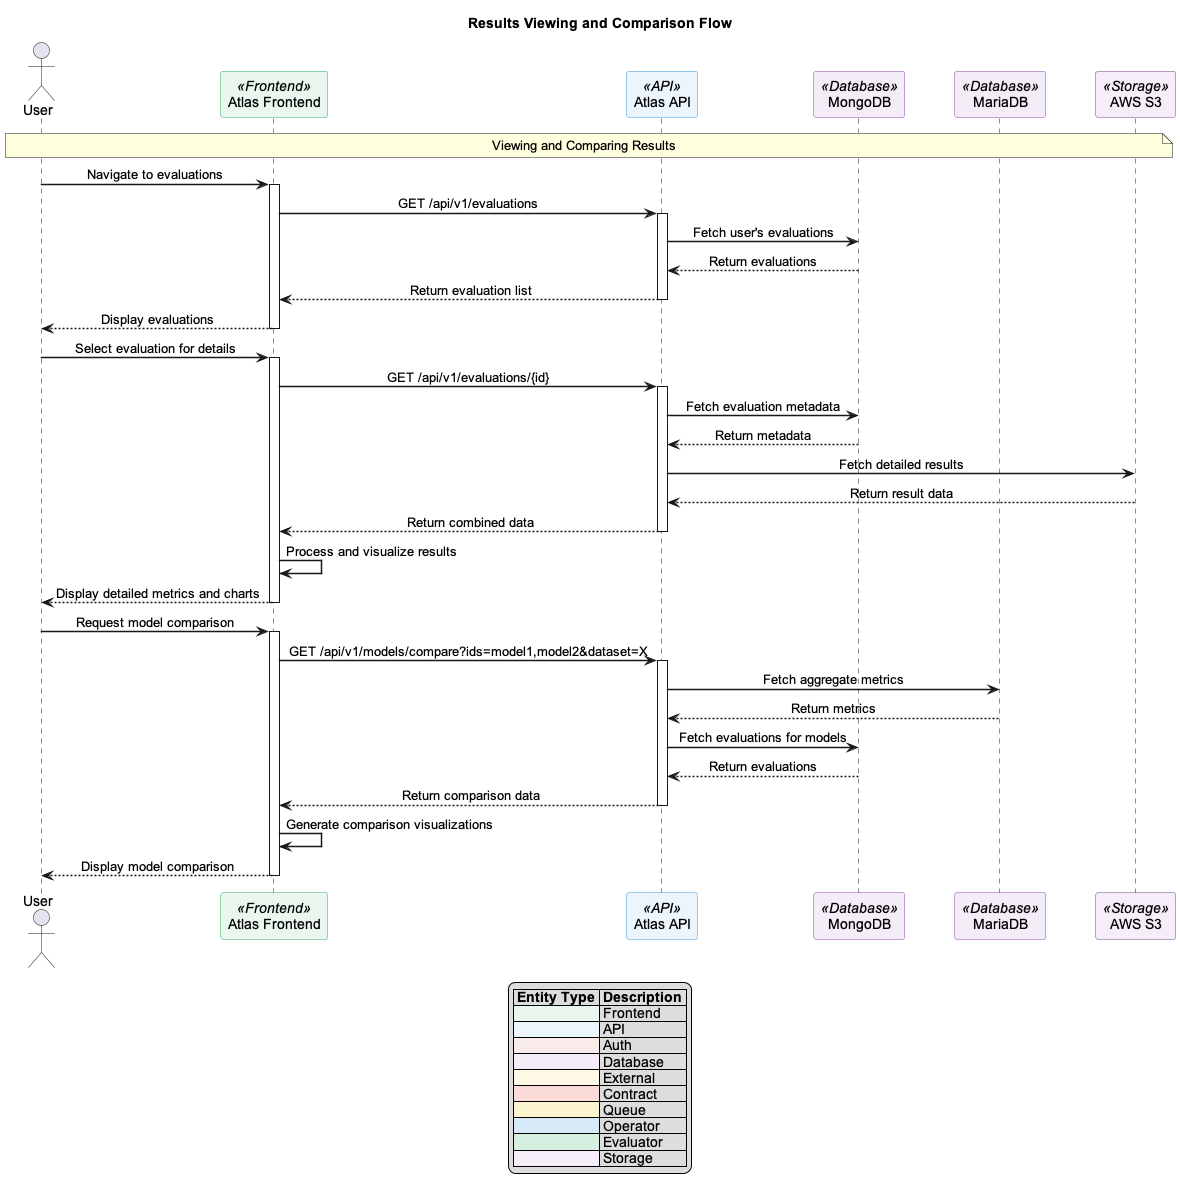 Results Viewing and Comparison Flow
User
«Frontend»
Atlas Frontend
«API»
Atlas API
«Database»
MongoDB
«Database»
MariaDB
«Storage»
AWS S3
Viewing and Comparing Results
Navigate to evaluations
GET /api/v1/evaluations
Fetch user's evaluations
Return evaluations
Return evaluation list
Display evaluations
Select evaluation for details
GET /api/v1/evaluations/{id}
Fetch evaluation metadata
Return metadata
Fetch detailed results
Return result data
Return combined data
Process and visualize results
Display detailed metrics and charts
Request model comparison
GET /api/v1/models/compare?ids=model1,model2&dataset=X
Fetch aggregate metrics
Return metrics
Fetch evaluations for models
Return evaluations
Return comparison data
Generate comparison visualizations
Display model comparison
User
«Frontend»
Atlas Frontend
«API»
Atlas API
«Database»
MongoDB
«Database»
MariaDB
«Storage»
AWS S3
Entity Type Description
Frontend
API
Auth
Database
External
Contract
Queue
Operator
Evaluator
Storage